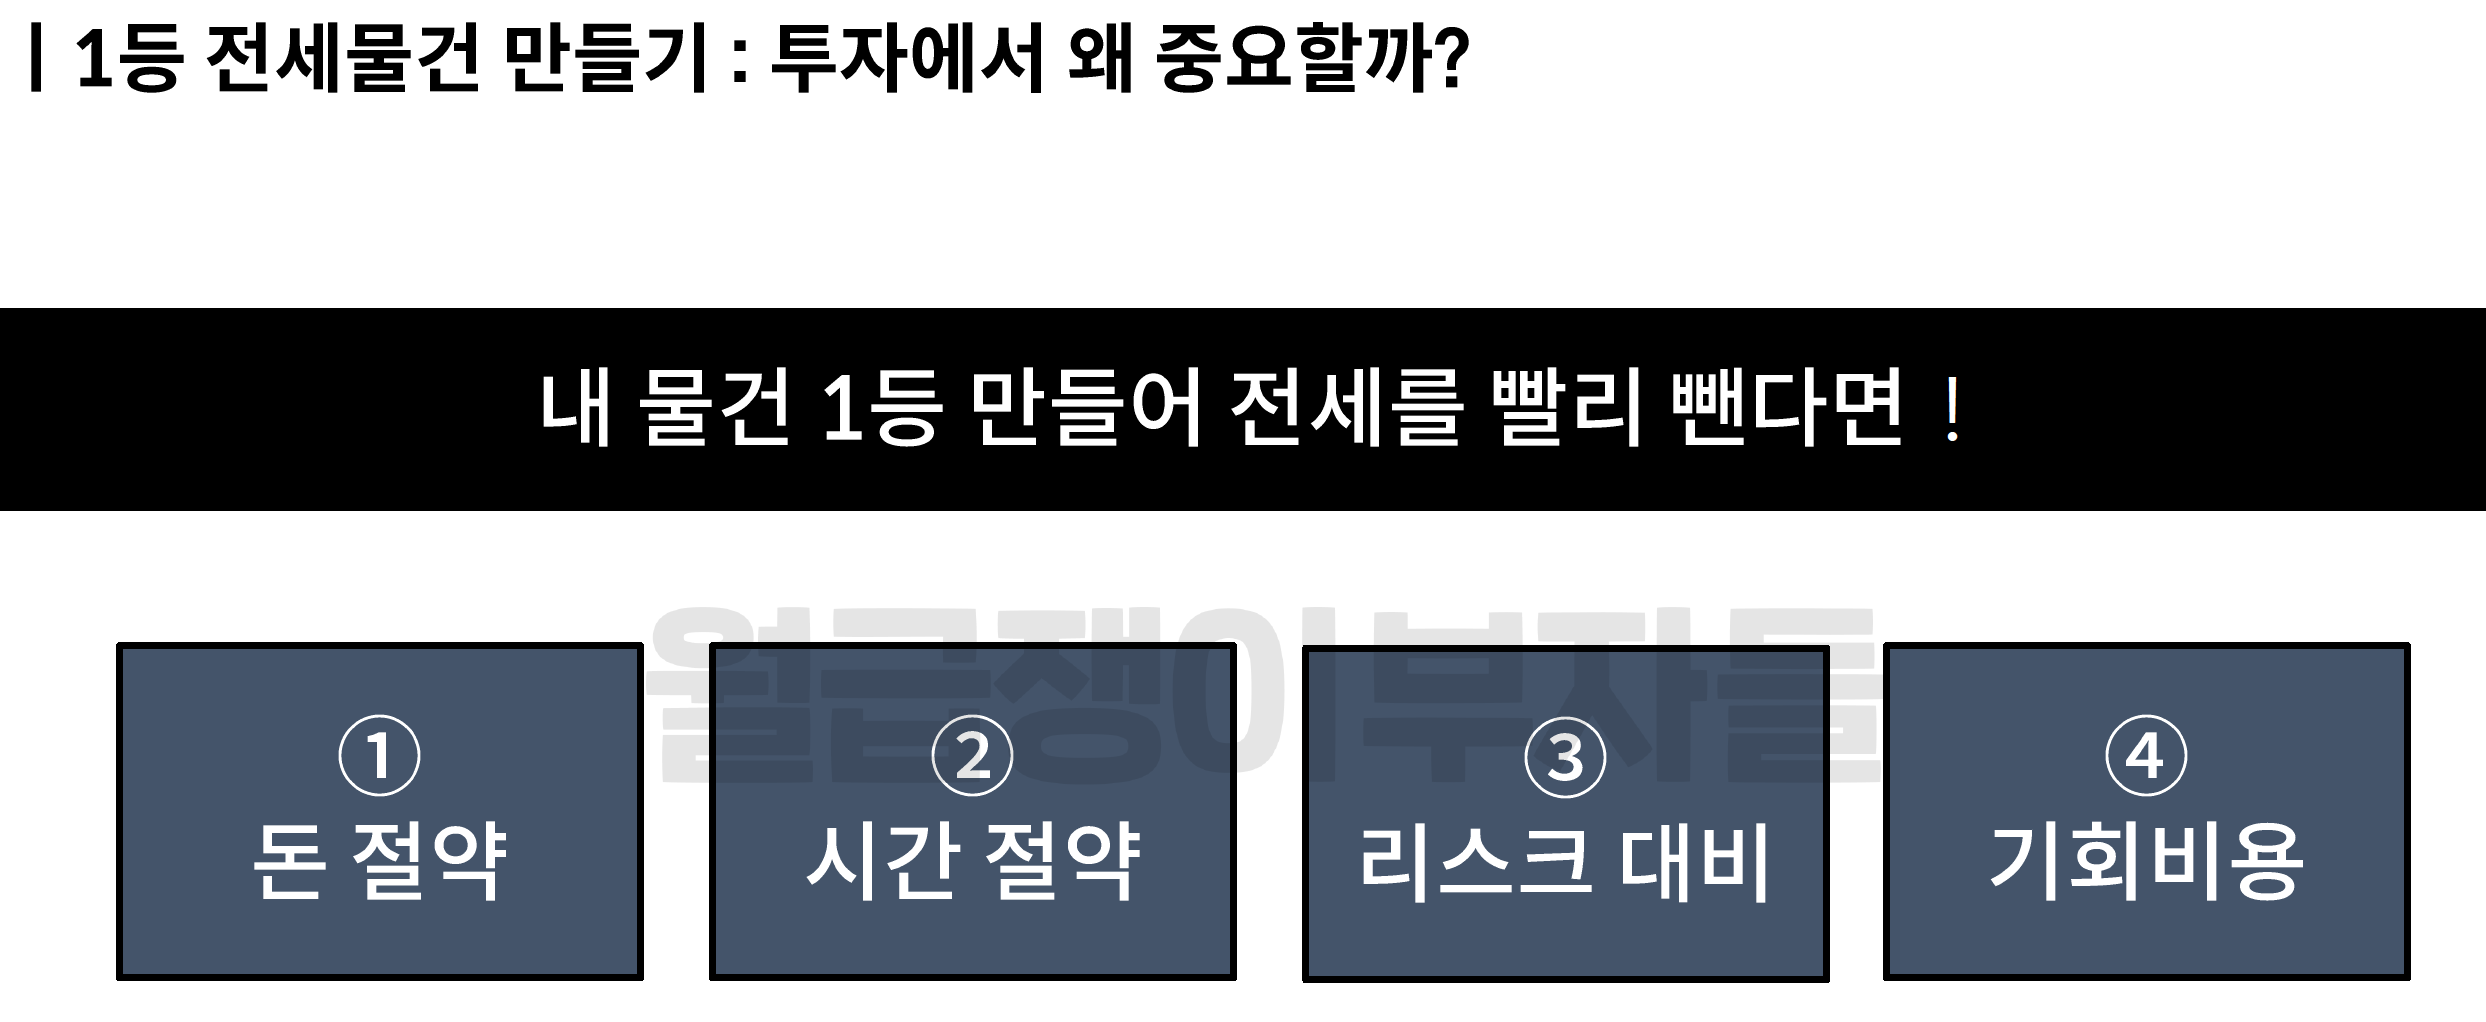 | 1등 전세물건 만들기 : 투자에서 왜 중요할까?
내 물건 1등 만들어 전세를 빨리 뺀다면 !
월급쟁이부자들
①
돈 절약
②
시간 절약
③
리스크 대비
④
기회비용